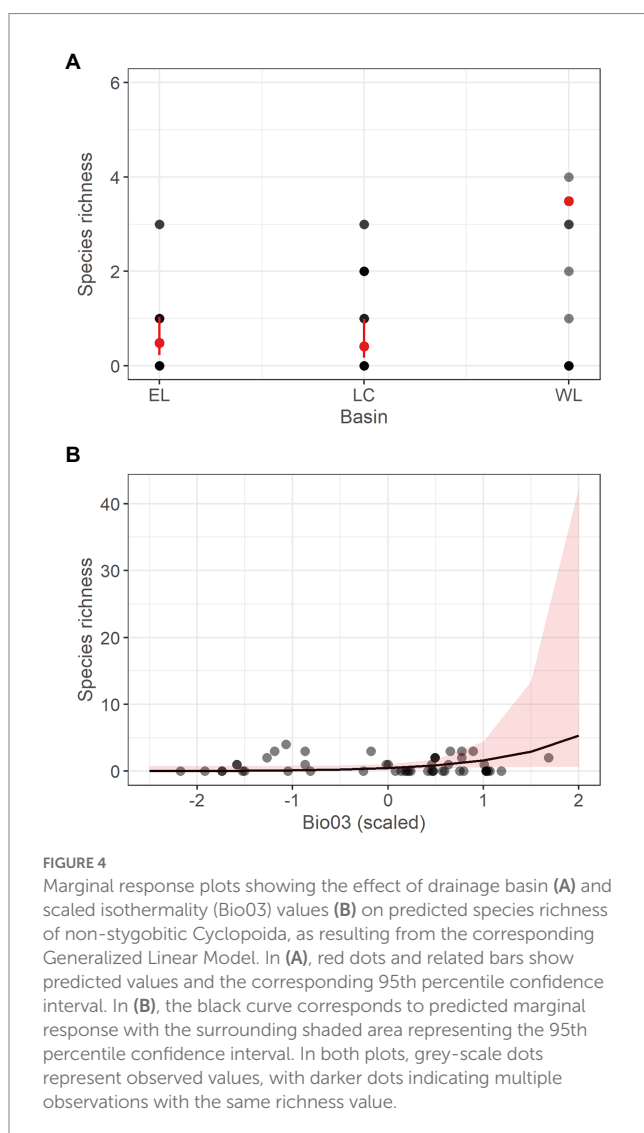 A
6
4
2
0
Species richness
EL LC WL
Basin
B
40
30
20
10
0
Species richness
-2 -1 0 1 2
Bio03 (scaled)
FIGURE 4
Marginal response plots showing the effect of drainage basin (A) and
scaled isothermality (Bio03) values (B) on predicted species richness
of non-stygobitic Cyclopoida, as resulting from the corresponding
Generalized Linear Model. In (A), red dots and related bars show
predicted values and the corresponding 95th percentile confidence
interval. In (B), the black curve corresponds to predicted marginal
response with the surrounding shaded area representing the 95th
percentile confidence interval. In both plots, grey-scale dots
represent observed values, with darker dots indicating multiple
observations with the same richness value.